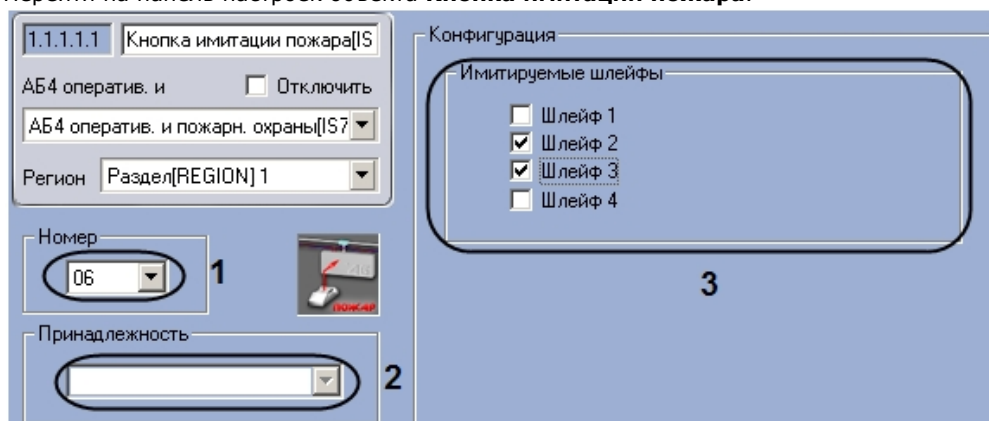 Перейти на панель настроек объекта Кнопка имитации пожара.
1.1.1.1.1 Кнопка имитации пожара[IS
АБ4 оператив. и Отключить
АБ4 оператив. и пожарн. охраны[IS7
Регион Раздел[REGION] 1
Номер
06
1
пожар
Принадлежность
2
Конфигурация
Имитируемые шлейфы
Шлейф 1
Шлейф 2
Шлейф 3
Шлейф 4
3